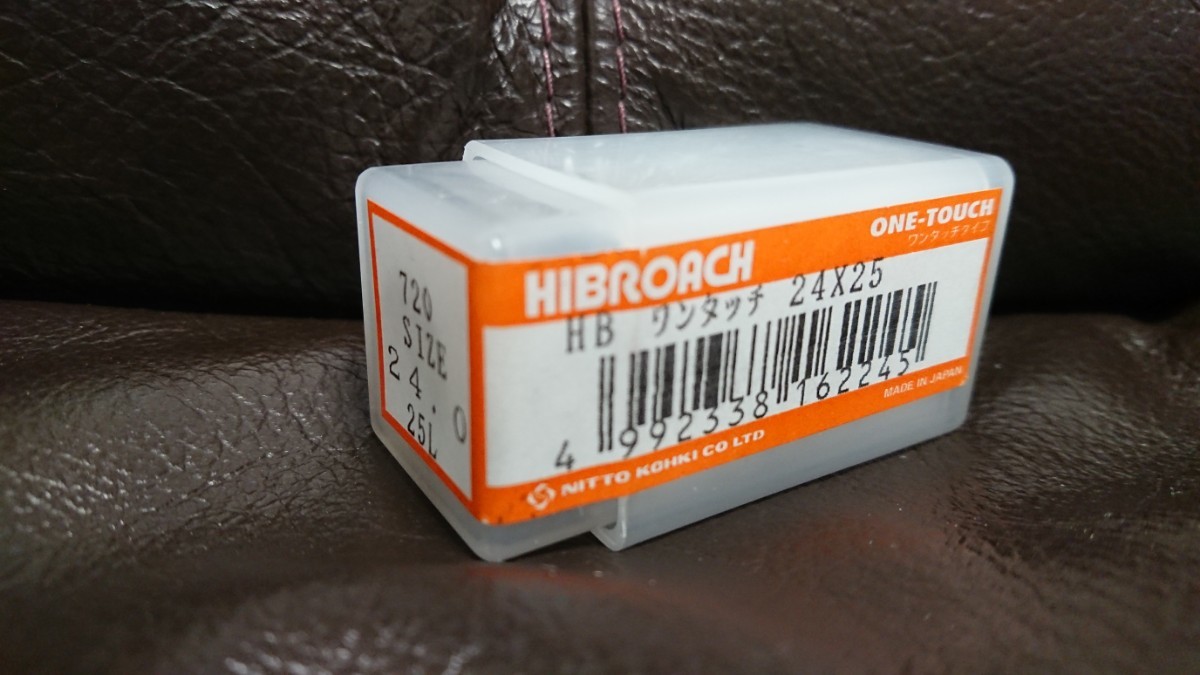 720
SIZE
24.0
25L
HiBROACH
ONE-TOUCH
ワンタッチタイプ
HB ワンタッチ 24X25
4 992338 162245
NITTO KOHKI CO LTD
MADE IN JAPAN